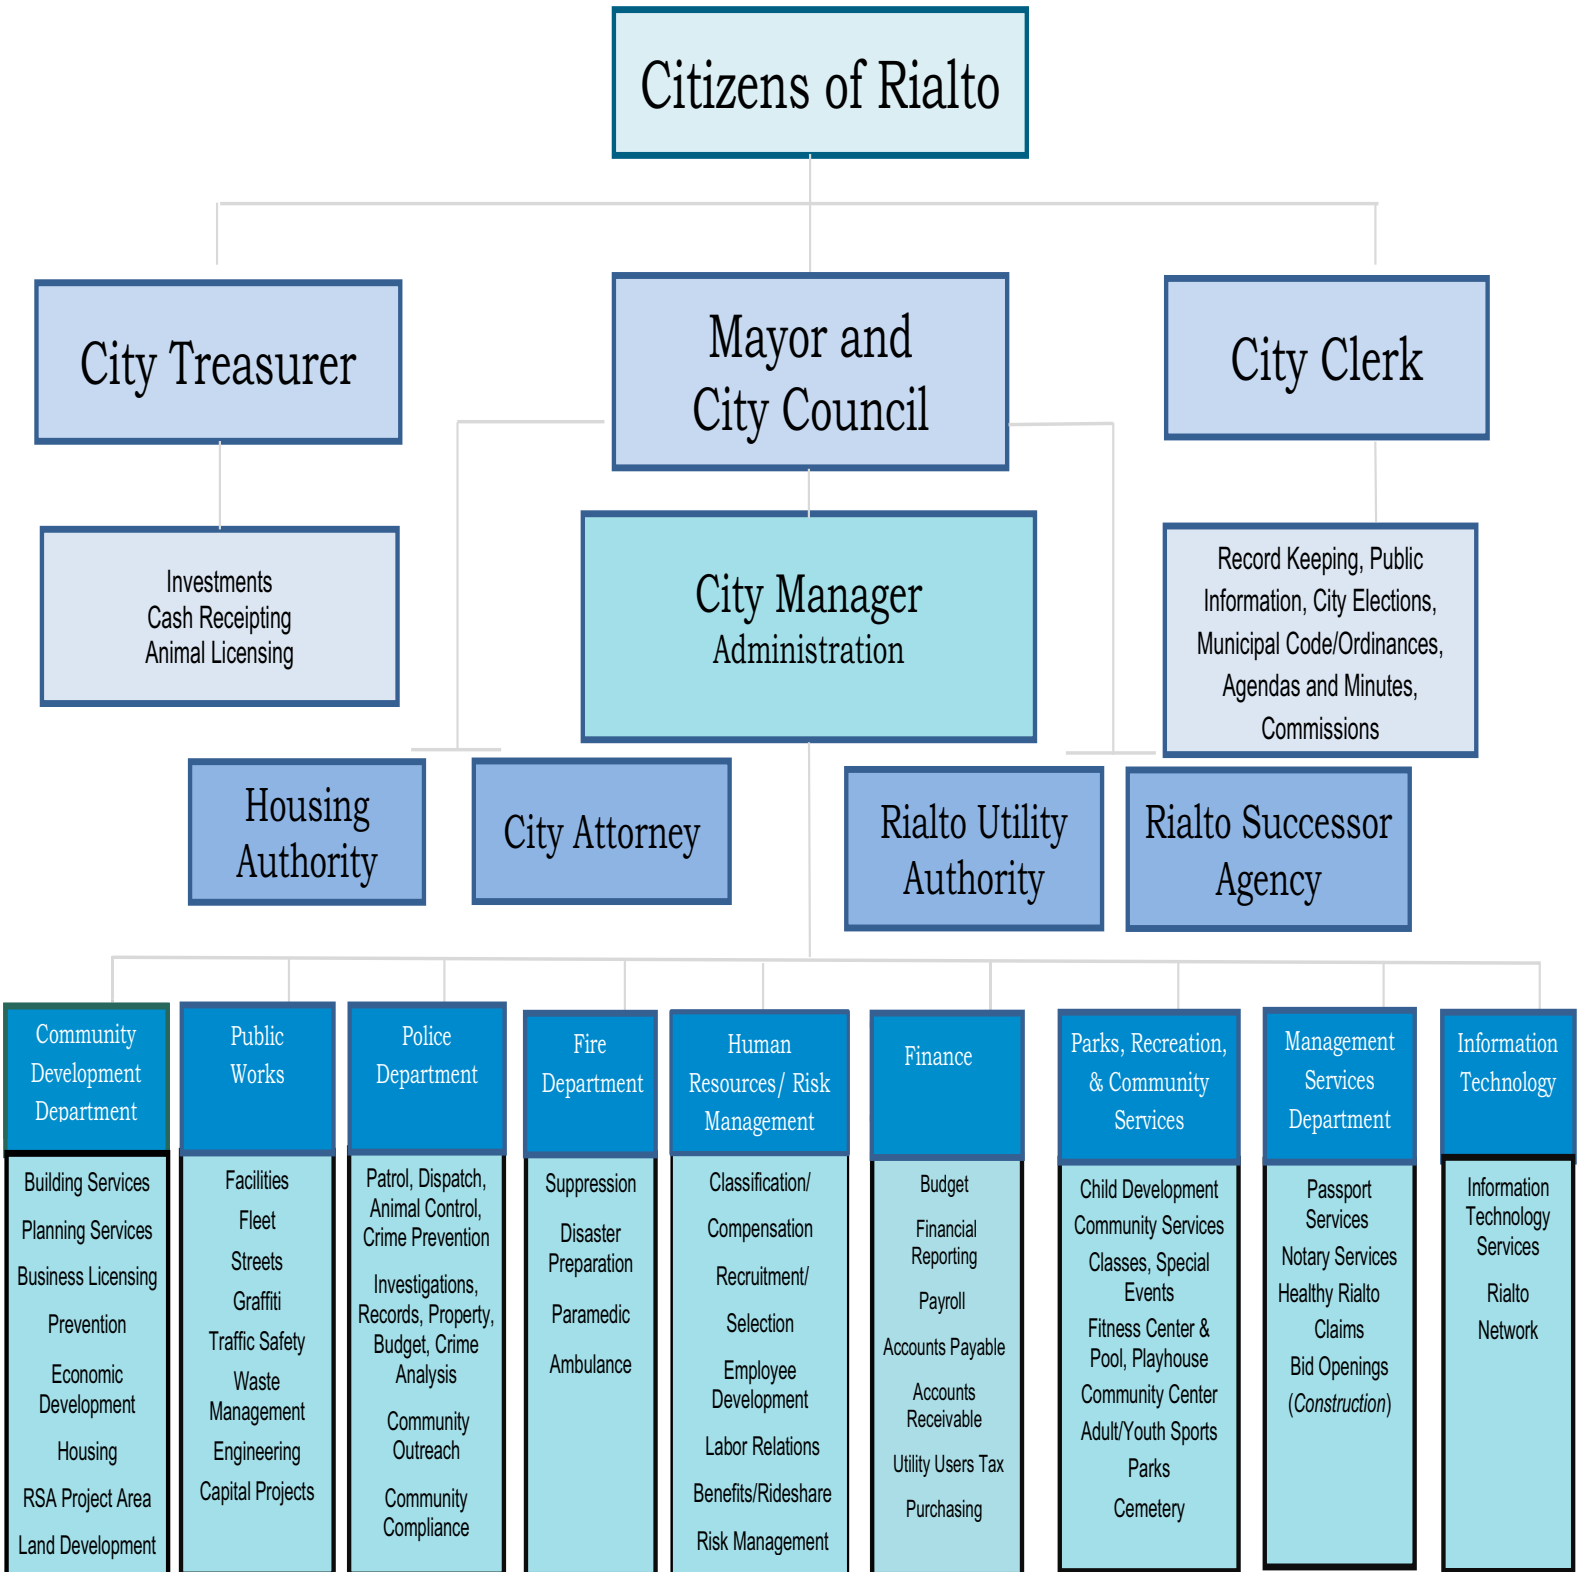 Citizens of Rialto
City Treasurer
Mayor and
City Council
City Clerk
Investments
Cash Receipting
Animal Licensing
City Manager
Administration
Record Keeping, Public
Information, City Elections,
Municipal Code/Ordinances,
Agendas and Minutes,
Commissions
Housing
Authority
City Attorney
Rialto Utility
Authority
Rialto Successor
Agency
Community
Development
Department
Building Services
Planning Services
Business Licensing
Prevention
Economic
Development
Housing
RSA Project Area
Land Development
Public
Works
Facilities
Fleet
Streets
Graffiti
Traffic Safety
Waste
Management
Engineering
Capital Projects
Police
Department
Patrol, Dispatch,
Animal Control,
Crime Prevention
Investigations,
Records, Property,
Budget, Crime
Analysis
Community
Outreach
Community
Compliance
Fire
Department
Suppression
Disaster
Preparation
Paramedic
Ambulance
Human
Resources/ Risk
Management
Classification/
Compensation
Recruitment/
Selection
Employee
Development
Labor Relations
Benefits/Rideshare
Risk Management
Finance
Budget
Financial
Reporting
Payroll
Accounts Payable
Accounts
Receivable
Utility Users Tax
Purchasing
Parks, Recreation,
& Community
Services
Child Development
Community Services
Classes, Special
Events
Fitness Center &
Pool, Playhouse
Community Center
Adult/Youth Sports
Parks
Cemetery
Management
Services
Department
Passport
Services
Notary Services
Healthy Rialto
Claims
Bid Openings
(Construction)
Information
Technology
Information
Technology
Services
Rialto
Network